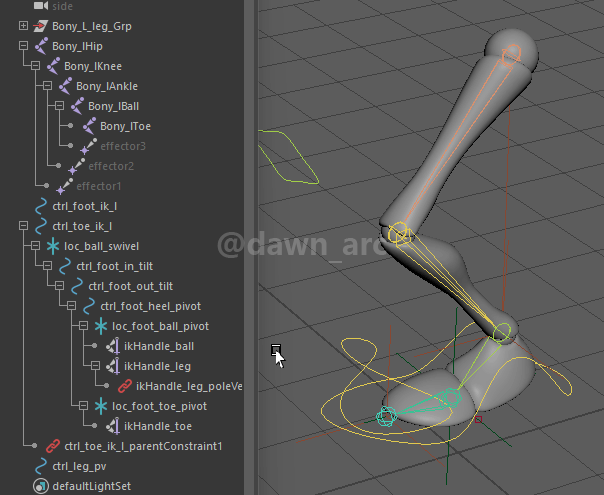 side
Bony_L_leg_Grp
Bony_lHip
Bony_lKnee
Bony_lAnkle
Bony_lBall
Bony_lToe
effector3
effector2
effector1
ctrl_foot_ik_l
ctrl_toe_ik_l
loc_ball_swivel
ctrl_foot_in_tilt
ctrl_foot_out_tilt
ctrl_foot_heel_pivot
loc_foot_ball_pivot
ikHandle_ball
ikHandle_leg
ikHandle_leg_poleVe
loc_foot_toe_pivot
ikHandle_toe
ctrl_toe_ik_l_parentConstraint1
ctrl_leg_pv
defaultLightSet
@dawn_arc